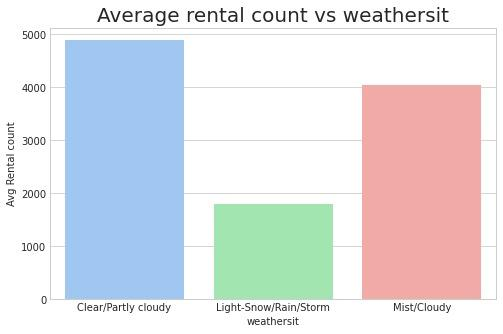 Average rental count vs weathersit
Avg Rental count
5000
4000
3000
2000
1000
0
Clear/Partly cloudy
Light-Snow/Rain/Storm
Mist/Cloudy
weathersit